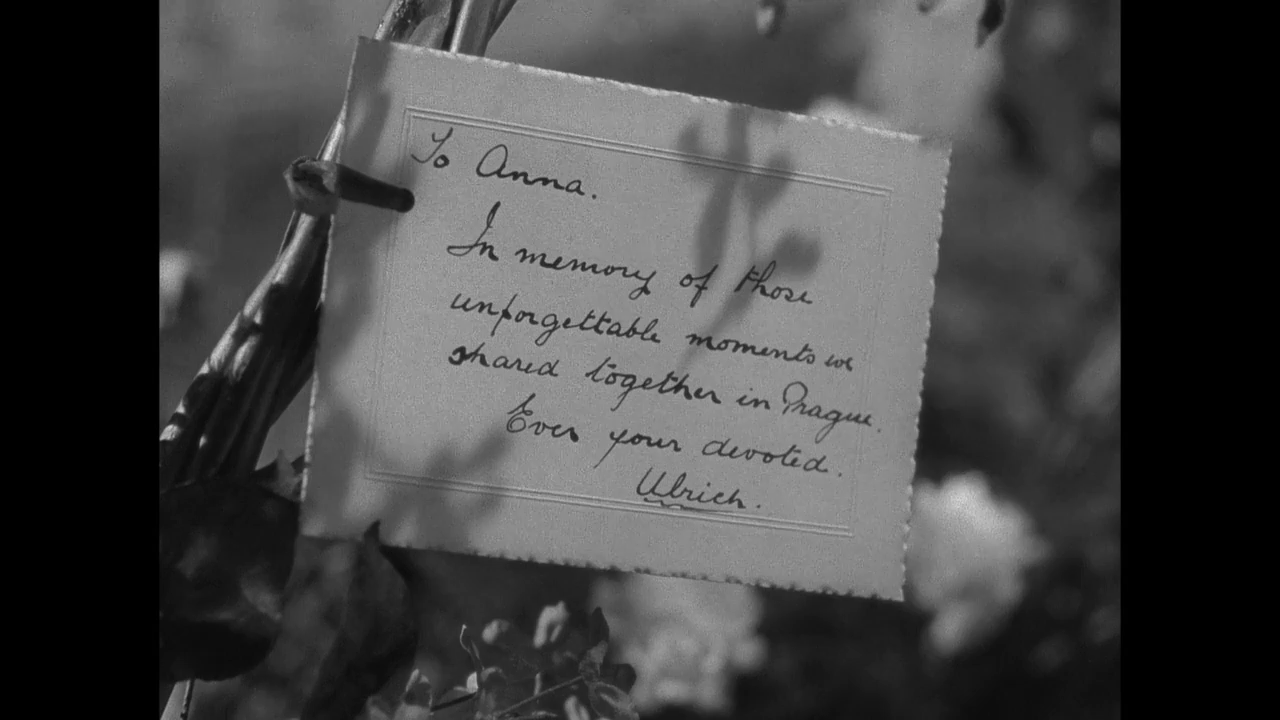 To Anna.
In memory of those
unforgettable moments we
shared together in Prague.
Ever your devoted.
Ulrich.